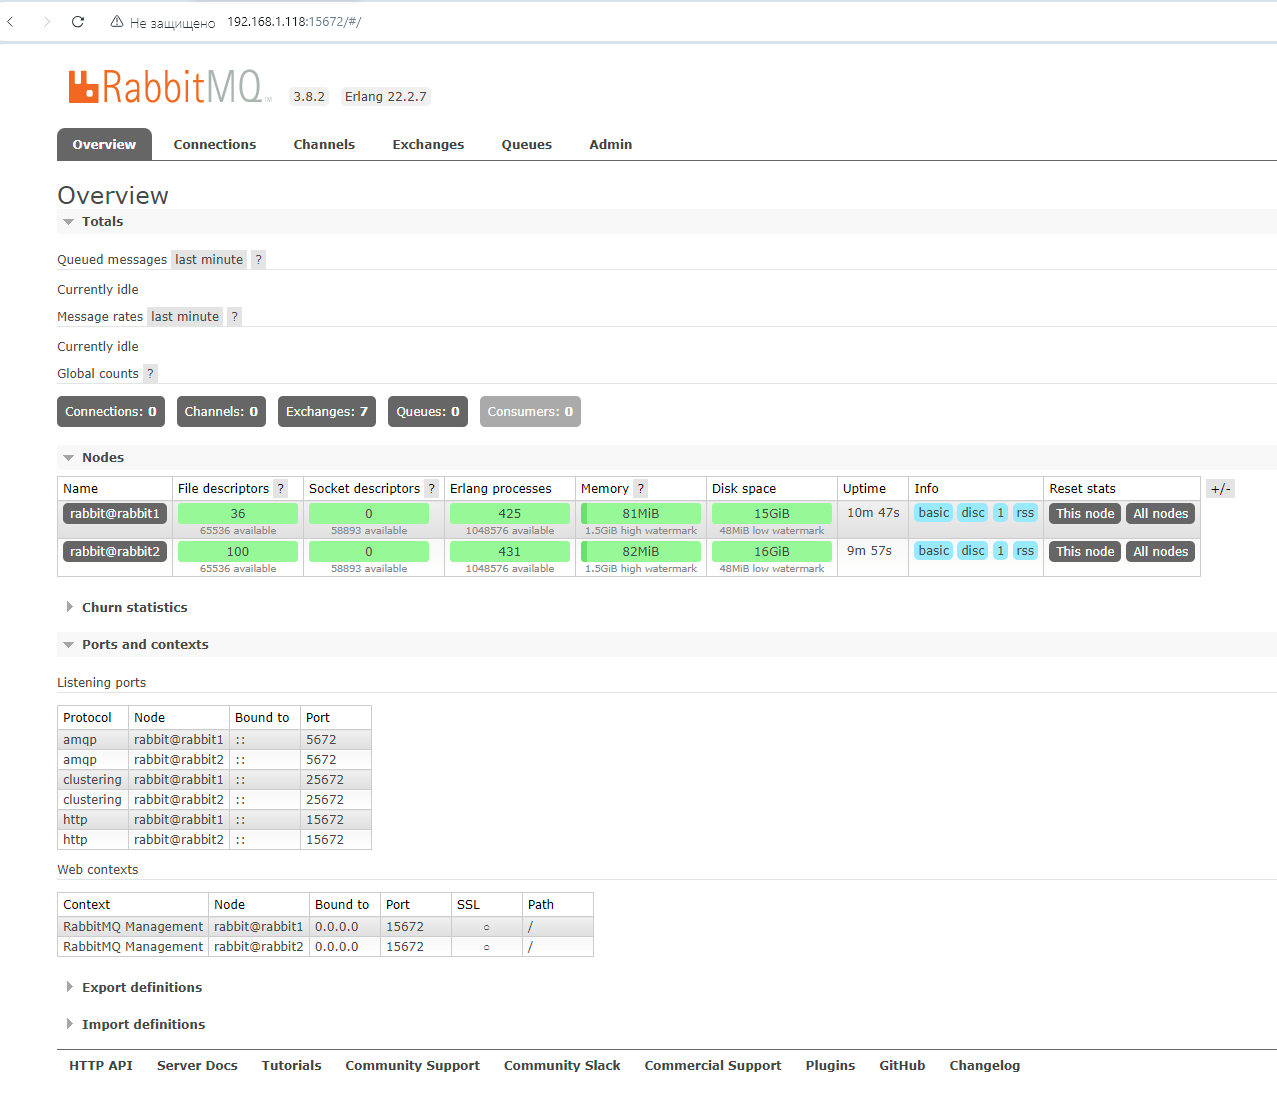 Не защищено 192.168.1.118:15672/#/
RabbitMQ TM 3.8.2 Erlang 22.2.7
Overview Connections Channels Exchanges Queues Admin
Overview
Totals
Queued messages last minute ?
Currently idle
Message rates last minute ?
Currently idle
Global counts ?
Connections: 0 Channels: 0 Exchanges: 7 Queues: 0 Consumers: 0
Nodes
Name File descriptors ? Socket descriptors ? Erlang processes Memory ? Disk space Uptime Info Reset stats +/-
rabbit@rabbit1 36 0 425 81MiB 15GiB 10m 47s basic disc 1 rss This node All nodes
65536 available 58893 available 1048576 available 1.5GiB high watermark 48MiB low watermark
rabbit@rabbit2 100 0 431 82MiB 16GiB 9m 57s basic disc 1 rss This node All nodes
65536 available 58893 available 1048576 available 1.5GiB high watermark 48MiB low watermark
Churn statistics
Ports and contexts
Listening ports
Protocol Node Bound to Port
amqp rabbit@rabbit1 :: 5672
amqp rabbit@rabbit2 :: 5672
clustering rabbit@rabbit1 :: 25672
clustering rabbit@rabbit2 :: 25672
http rabbit@rabbit1 :: 15672
http rabbit@rabbit2 :: 15672
Web contexts
Context Node Bound to Port SSL Path
RabbitMQ Management rabbit@rabbit1 0.0.0.0 15672 ○ /
RabbitMQ Management rabbit@rabbit2 0.0.0.0 15672 ○ /
Export definitions
Import definitions
HTTP API Server Docs Tutorials Community Support Community Slack Commercial Support Plugins GitHub Changelog